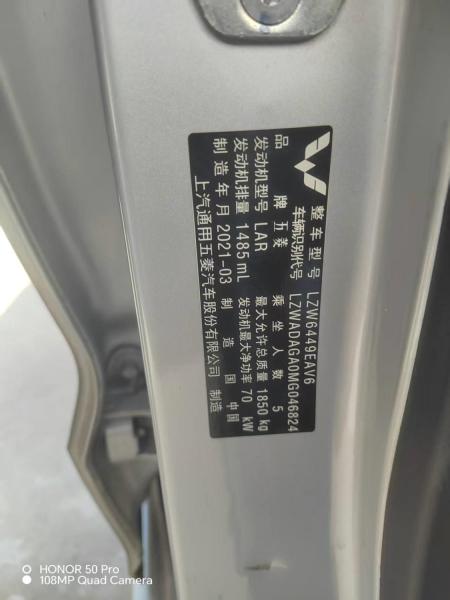 整车型号 LZW6449EAV6
车辆识别代号 LZWADAGA0MG046824
品牌 五菱 乘坐人数 5
发动机型号 LAR 最大允许总质量 1850 kg
发动机排量 1485 mL 发动机最大净功率 70 kW
制造年月 2021-03 制造国 中国
上汽通用五菱汽车股份有限公司 制造
HONOR 50 Pro
108MP Quad Camera